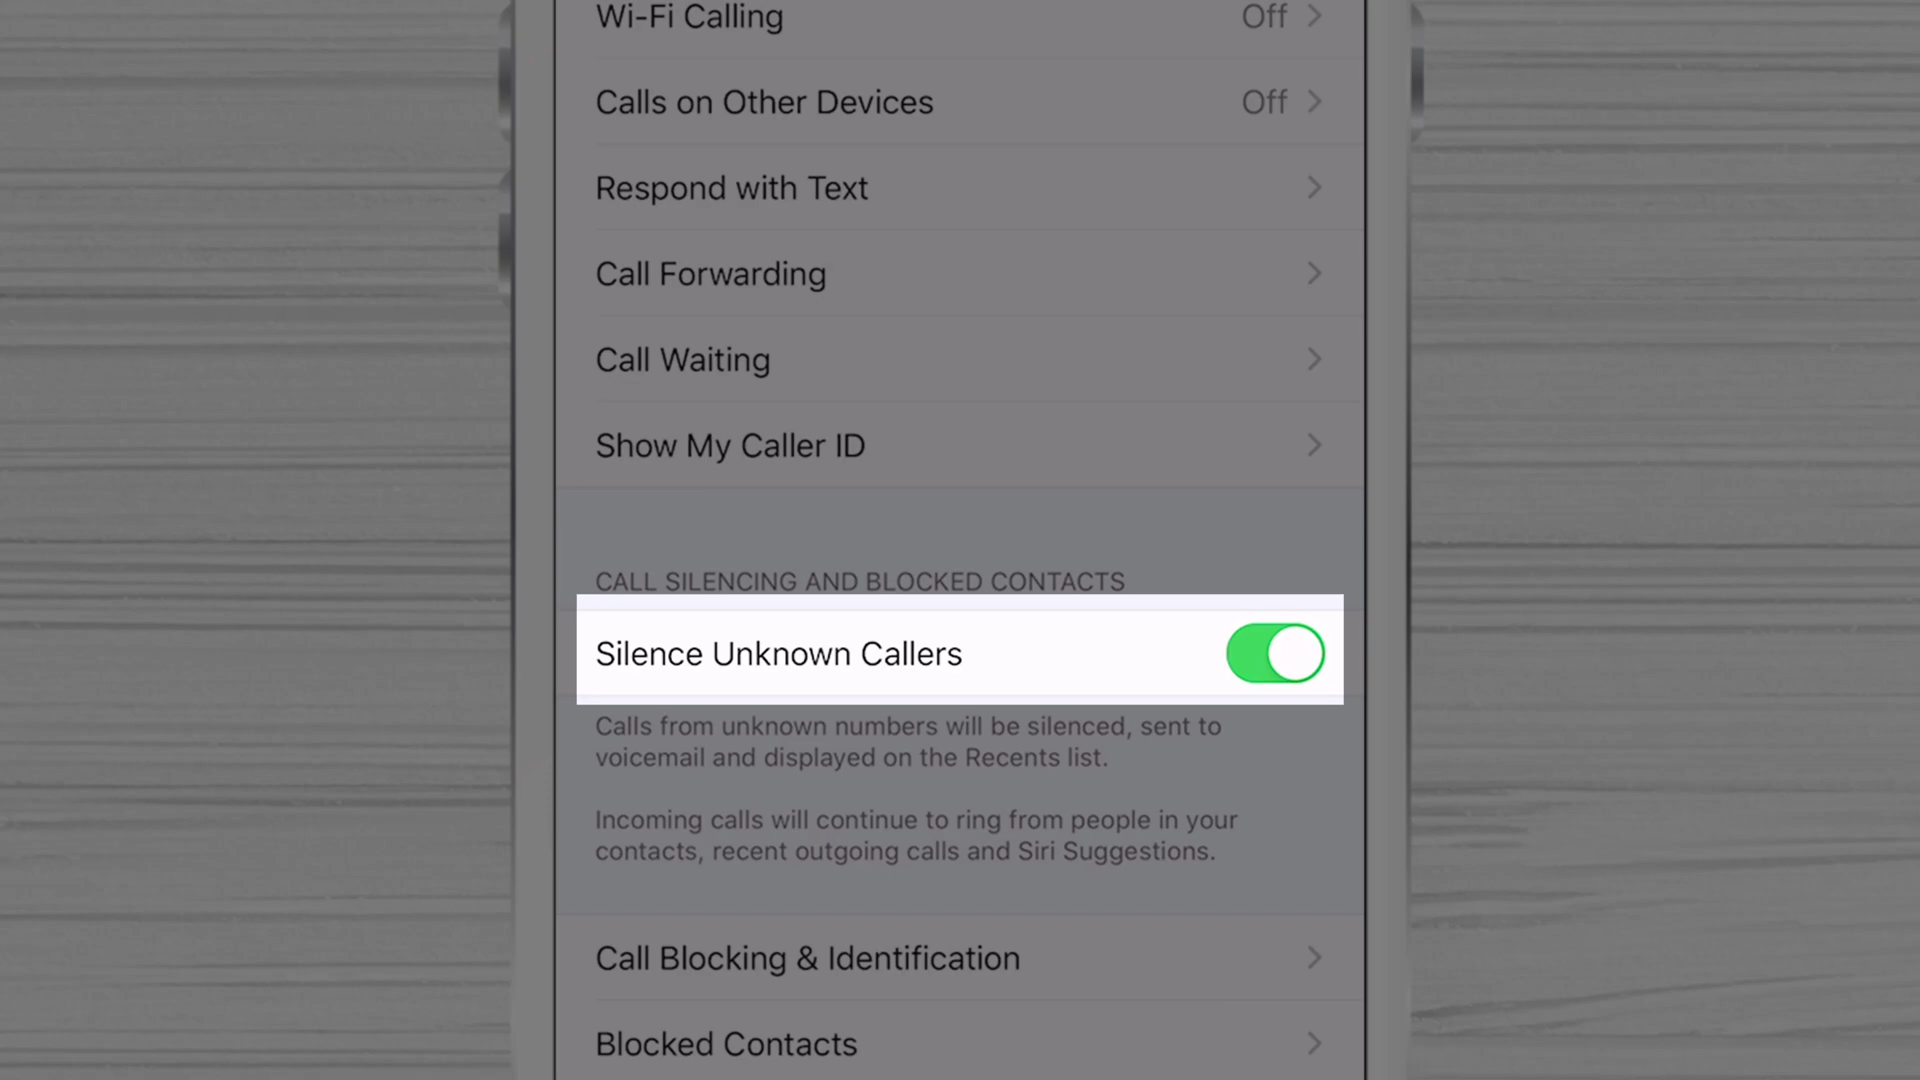 Wi-Fi Calling Off
Calls on Other Devices Off
Respond with Text
Call Forwarding
Call Waiting
Show My Caller ID
CALL SILENCING AND BLOCKED CONTACTS
Silence Unknown Callers
Calls from unknown numbers will be silenced, sent to
voicemail and displayed on the Recents list.
Incoming calls will continue to ring from people in your
contacts, recent outgoing calls and Siri Suggestions.
Call Blocking & Identification
Blocked Contacts